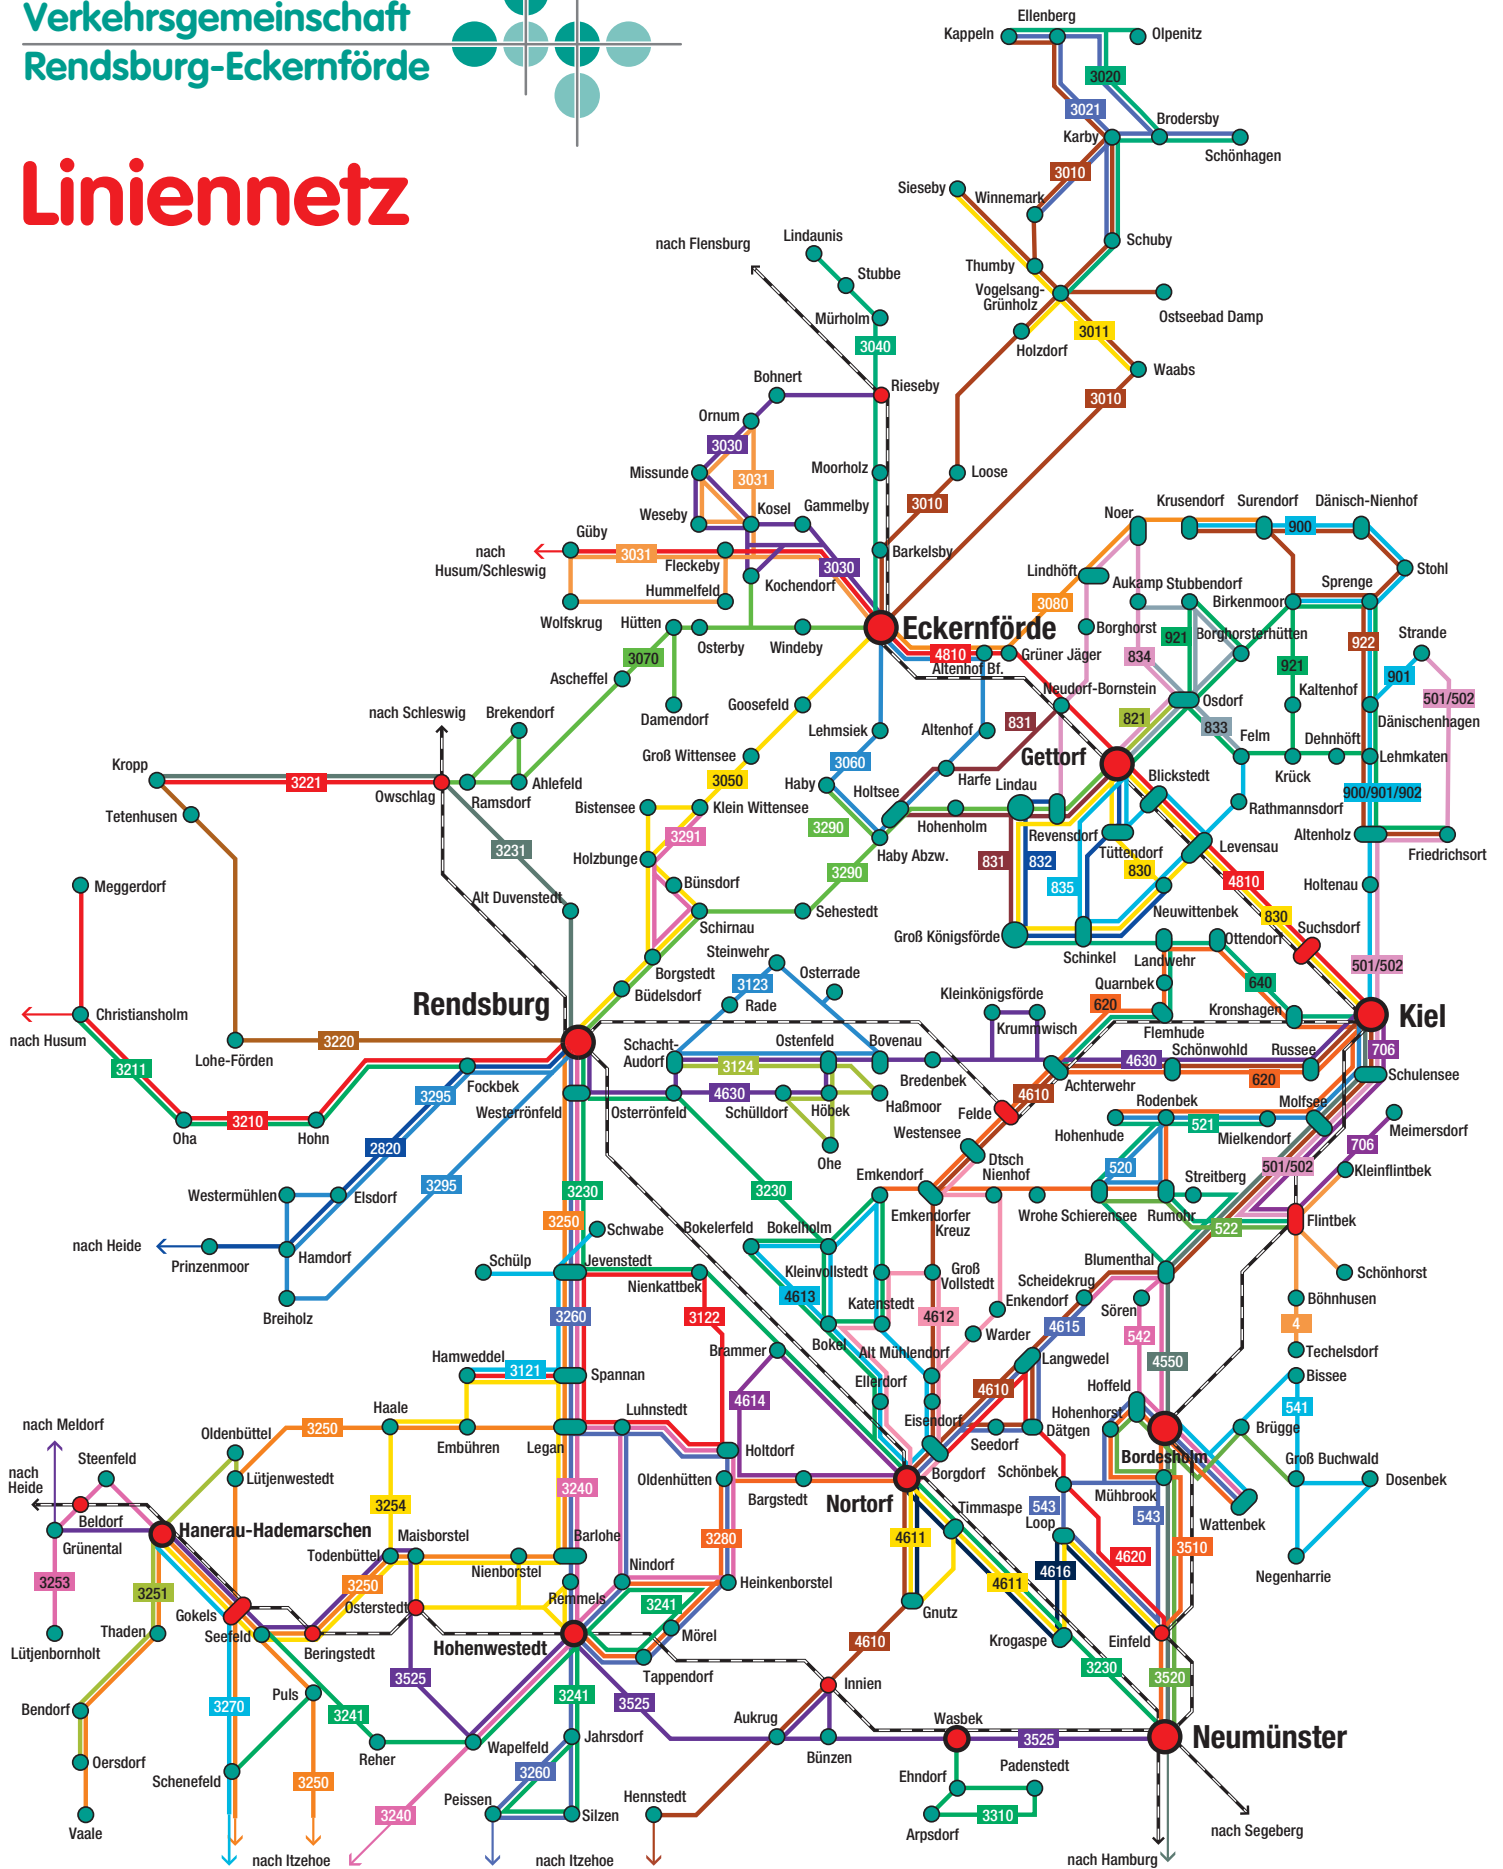 Verkehrsgemeinschaft
Rendsburg-Eckernförde
Liniennetz
Ellenberg
Kappeln
Olpenitz
3020
3021
Brodersby
Karby
Schönhagen
3010
Sieseby
Winnemark
Schuby
Lindaunis
nach Flensburg
Stubbe
Thumby
Vogelsang-
Grünholz
Mürholm
Ostseebad Damp
3011
3040
Holzdorf
Waabs
Bohnert
Rieseby
3010
Ornum
3030
Missunde
3031
Moorholz
Loose
3010
Weseby
Kosel
Gammelby
Noer
Krusendorf
Surendorf
Dänisch-Nienhof
900
Güby
nach
Husum/Schleswig
3031
Fleckeby
3030
Barkelsby
Kochendorf
Hummelfeld
Wolfskrug
Lindhöft
Aukamp
Stubbendorf
Stohl
Sprenge
Birkenmoor
3080
Hütten
Osterby
Windeby
Eckernförde
Borghorst
921
Borghorsterhütten
922
Strande
3070
4810
Altenhof Bf.
Grüner Jäger
834
921
901
Ascheffel
Damendorf
Goosefeld
Neudorf-Bornstein
Osdorf
Kaltenhof
501/502
nach Schleswig
Brekendorf
Lehmsiek
Altenhof
831
821
833
Dänischenhagen
Felm
Dehnhöft
Groß Wittensee
3060
Gettorf
Krück
Lehmkaten
Kropp
3221
Owschlag
Ramsdorf
Ahlefeld
3050
Haby
Holtsee
Harfe
Lindau
Blickstedt
900/901/902
Tetenhusen
Bistensee
Klein Wittensee
3290
Hohenholm
Revensdorf
Rathmannsdorf
3291
Haby Abzw.
Tüttendorf
Levensau
Altenholz
Friedrichsort
3231
Holzbunge
831
832
830
Meggerdorf
Bünsdorf
3290
835
4810
Holtenau
Alt Duvenstedt
Schirnau
Sehestedt
Neuwittenbek
830
Groß Königsförde
Schinkel
Suchsdorf
Steinwehr
Landwehr
Ottendorf
Borgstedt
Osterrade
501/502
Büdelsdorf
3123
Quarnbek
640
Rendsburg
Rade
Kleinkönigsförde
620
Kronshagen
Kiel
Christiansholm
Krummwisch
Flemhude
nach Husum
3220
Lohe-Förden
Schacht-
Audorf
Ostenfeld
Bovenau
Schönwohld
Russee
706
3211
Fockbek
3124
Bredenbek
4630
620
Achterwehr
Schulensee
3295
Westerrönfeld
Osterrönfeld
4630
Schülldorf
Höbek
Haßmoor
4610
Felde
Rodenbek
Molfsee
Oha
3210
Hohn
Westensee
Hohenhude
521
Mielkendorf
Meimersdorf
2820
Ohe
Dtsch
Nienhof
706
520
501/502
Kleinflintbek
Westermühlen
Elsdorf
3295
3230
3230
Emkendorf
Streitberg
3250
Schwabe
Bokelerfeld
Bokelholm
Emkendorfer
Kreuz
Wrohe
Schierensee
Rumohr
522
Flintbek
nach Heide
Prinzenmoor
Hamdorf
Schülp
Jevenstedt
Nienkattbek
Kleinvollstedt
Groß
Vollstedt
Blumenthal
Schönhorst
Breiholz
4613
Katenstedt
Scheidekrug
Enkendorf
Sören
Böhnhusen
3260
3122
4612
4615
542
4
Brammer
Bokel
Warder
Techelsdorf
Hamweddel
3121
Spannan
Alt Mühlendorf
Langwedel
4550
Bissee
4614
Ellerdorf
4610
Hoffeld
541
nach Meldorf
Oldenbüttel
3250
Haale
Luhnstedt
Eisendorf
Hohenhorst
Brügge
Steenfeld
Embühren
Legan
Holtdorf
Seedorf
Dätgen
Bordesholm
Groß Buchwald
nach
Heide
Lütjenwestedt
Oldenhütten
Borgdorf
Schönbek
Dosenbek
Bargstedt
Nortorf
Mühbrook
Beldorf
3254
3240
Timmaspe
543
543
Wattenbek
Hanerau-Hademarschen
Maisborstel
Barlohe
3280
4611
Loop
3510
Grünental
Todenbüttel
4620
Negenharrie
3253
3251
3250
Nienborstel
Nindorf
Heinkenborstel
4616
4611
Gokels
Osterstedt
Remmels
3241
Gnutz
Thaden
Seefeld
Beringstedt
Hohenwestedt
Mörel
4610
Krogaspe
Einfeld
Lütjenbornholt
Tappendorf
3230
3520
Puls
3525
3241
3525
Innien
Bendorf
3270
3241
Aukrug
Wasbek
Neumünster
Reher
Wapelfeld
Jahrsdorf
Bünzen
3525
Oersdorf
Schenefeld
3250
3260
Ehndorf
Padenstedt
Vaale
3240
Peissen
Silzen
Hennstedt
3310
Arpsdorf
nach Segeberg
nach Itzehoe
nach Itzehoe
nach Hamburg